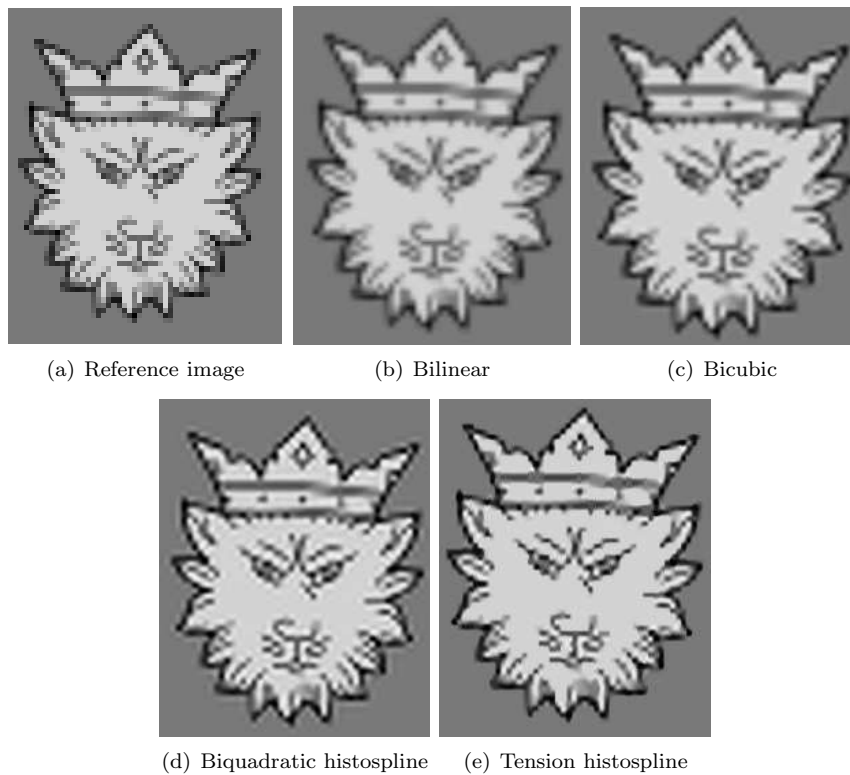 (a) Reference image
(b) Bilinear
(c) Bicubic
(d) Biquadratic histospline
(e) Tension histospline